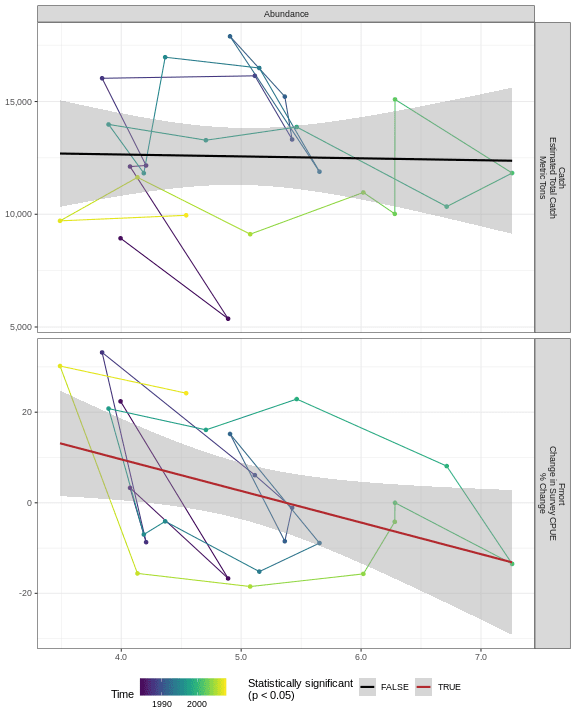 Abundance
15,000
10,000
5,000
Catch
Estimated Total Catch
Metric Tons
20
0
-20
Fmort
Change in Survey CPUE
% Change
4.0
5.0
6.0
7.0
Time
1990
2000
Statistically significant
(p < 0.05)
FALSE
TRUE